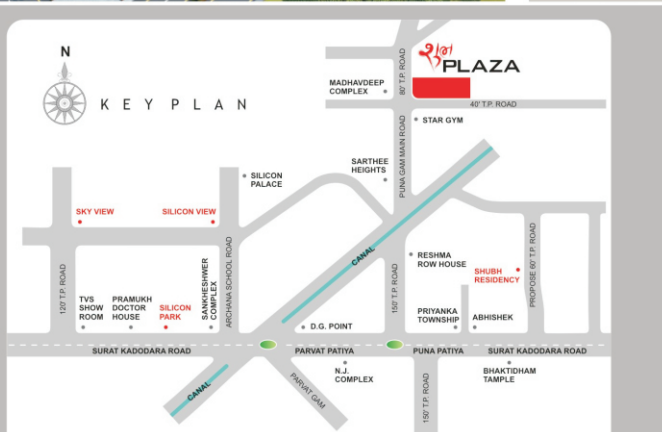 N
KEY PLAN
શુભ
PLAZA
80' T.P. ROAD
MADHAVDEEP
COMPLEX
40' T.P. ROAD
STAR GYM
PUNA GAM MAIN ROAD
SARTHEE
HEIGHTS
SILICON
PALACE
SKY VIEW
SILICON VIEW
CANAL
ARCHANA SCHOOL ROAD
SANKHESHWER
COMPLEX
120' T.P. ROAD
TVS
SHOW
ROOM
PRAMUKH
DOCTOR
HOUSE
SILICON
PARK
RESHMA
ROW HOUSE
SHUBH
RESIDENCY
PROPOSE 60' T.P. ROAD
150' T.P. ROAD
D.G. POINT
PRIYANKA
TOWNSHIP
ABHISHEK
SURAT KADODARA ROAD
PARVAT PATIYA
PUNA PATIYA
SURAT KADODARA ROAD
CANAL
PARVAT GAM
N.J.
COMPLEX
150' T.P. ROAD
BHAKTIDHAM
TAMPLE